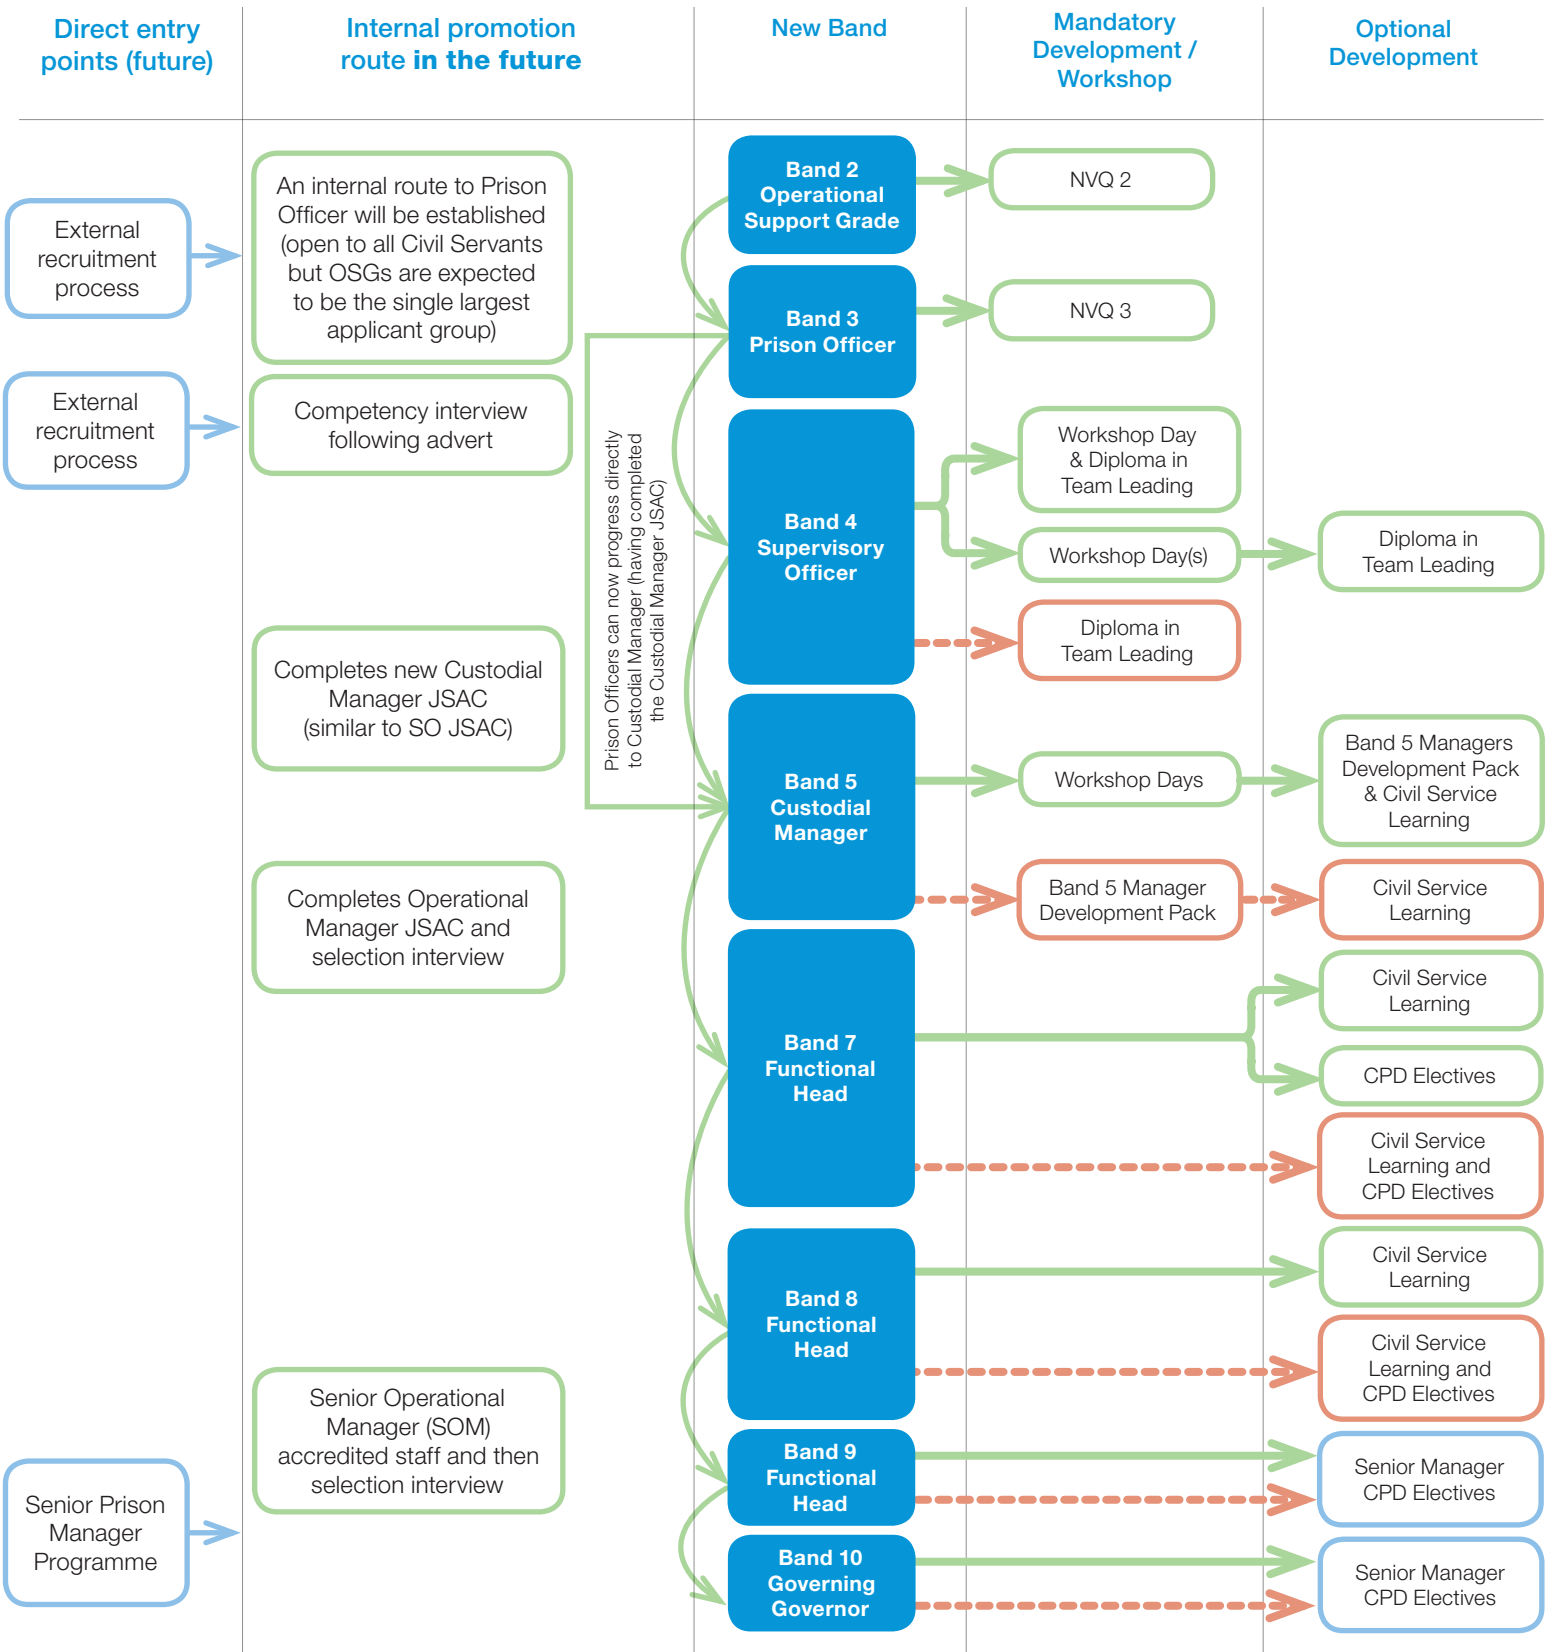 Direct entry
points (future)
Internal promotion
route in the future
New Band
Mandatory
Development /
Workshop
Optional
Development
External
recruitment
process
An internal route to Prison
Officer will be established
(open to all Civil Servants
but OSGs are expected
to be the single largest
applicant group)
Band 2
Operational
Support Grade
NVQ 2
Band 3
Prison Officer
NVQ 3
External
recruitment
process
Competency interview
following advert
Prison Officers can now progress directly
to Custodial Manager (having completed
the Custodial Manager JSAC)
Band 4
Supervisory
Officer
Workshop Day
& Diploma in
Team Leading
Workshop Day(s)
Diploma in
Team Leading
Diploma in
Team Leading
Completes new Custodial
Manager JSAC
(similar to SO JSAC)
Band 5
Custodial
Manager
Workshop Days
Band 5 Managers
Development Pack
& Civil Service
Learning
Band 5 Manager
Development Pack
Civil Service
Learning
Completes Operational
Manager JSAC and
selection interview
Band 7
Functional
Head
Civil Service
Learning
CPD Electives
Civil Service
Learning and
CPD Electives
Band 8
Functional
Head
Civil Service
Learning
Civil Service
Learning and
CPD Electives
Senior Operational
Manager (SOM)
accredited staff and then
selection interview
Band 9
Functional
Head
Senior Manager
CPD Electives
Senior Prison
Manager
Programme
Band 10
Governing
Governor
Senior Manager
CPD Electives